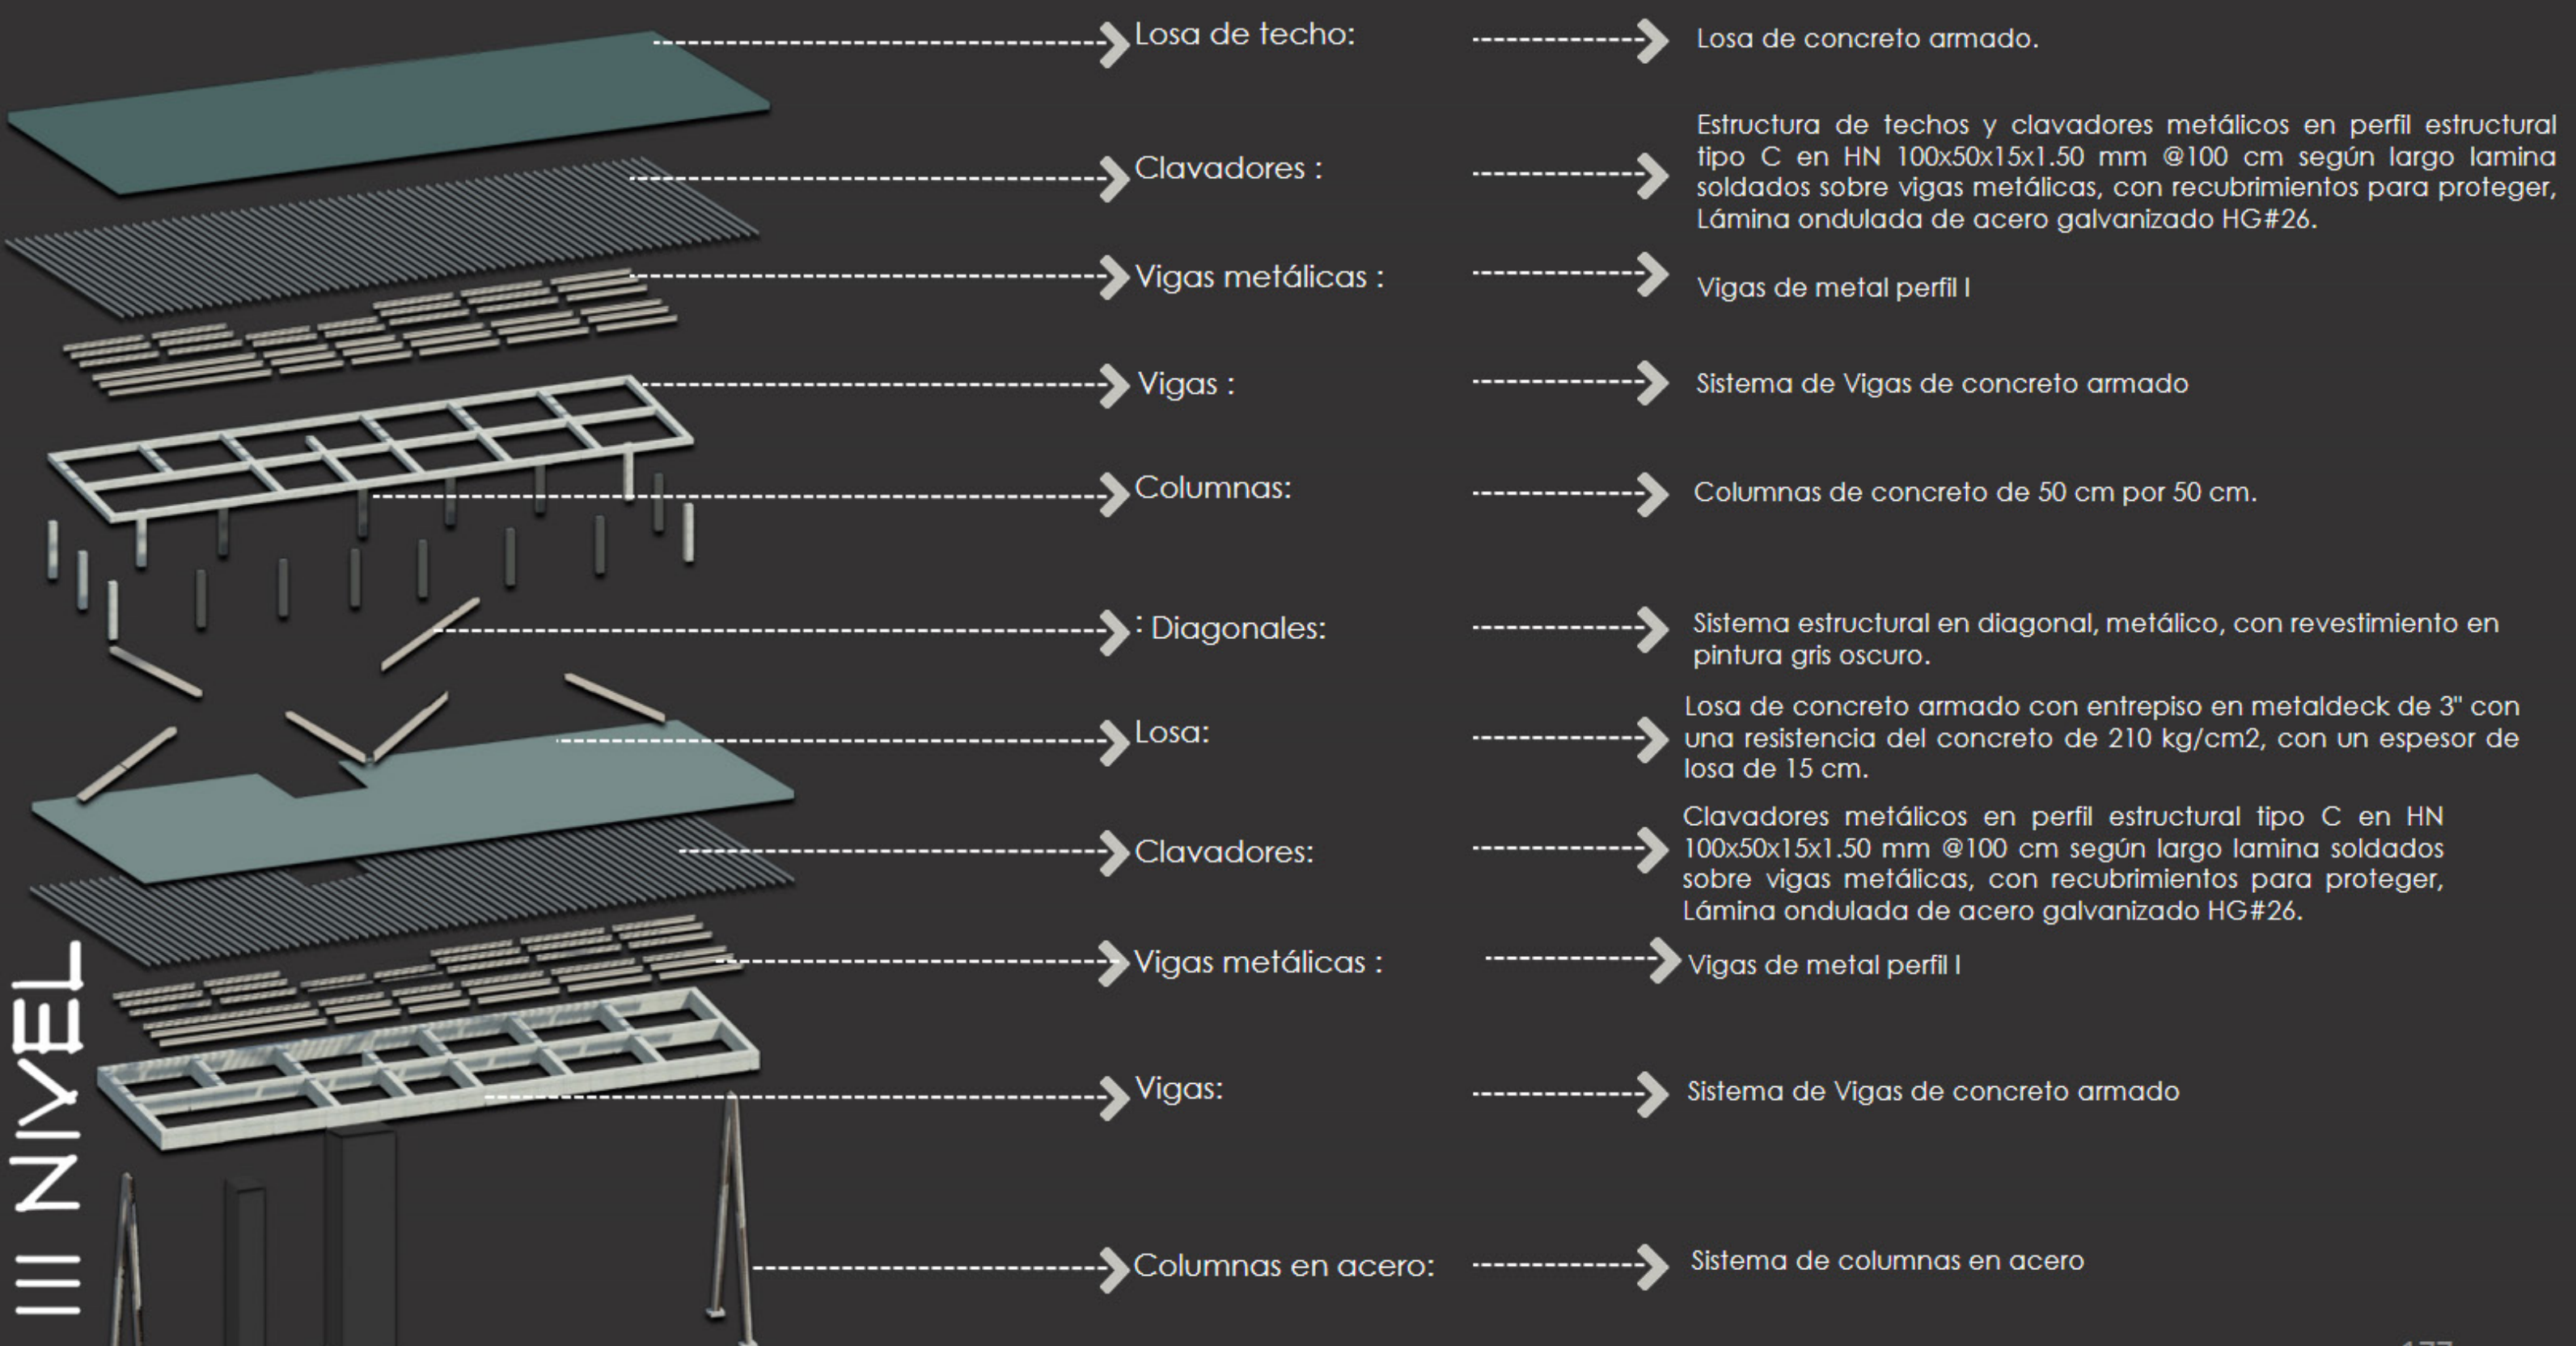 Losa de techo:
Losa de concreto armado.
Clavadores :
Estructura de techos y clavadores metálicos en perfil estructural
tipo C en HN 100x50x15x1.50 mm @100 cm según largo lamina
soldados sobre vigas metálicas, con recubrimientos para proteger,
Lámina ondulada de acero galvanizado HG#26.
Vigas metálicas :
Vigas de metal perfil I
Vigas :
Sistema de Vigas de concreto armado
Columnas:
Columnas de concreto de 50 cm por 50 cm.
: Diagonales:
Sistema estructural en diagonal, metálico, con revestimiento en
pintura gris oscuro.
Losa:
Losa de concreto armado con entrepiso en metaldeck de 3" con
una resistencia del concreto de 210 kg/cm2, con un espesor de
losa de 15 cm.
Clavadores:
Clavadores metálicos en perfil estructural tipo C en HN
100x50x15x1.50 mm @100 cm según largo lamina soldados
sobre vigas metálicas, con recubrimientos para proteger,
Lámina ondulada de acero galvanizado HG#26.
Vigas metálicas :
Vigas de metal perfil I
Vigas:
Sistema de Vigas de concreto armado
Columnas en acero:
Sistema de columnas en acero
III NIVEL